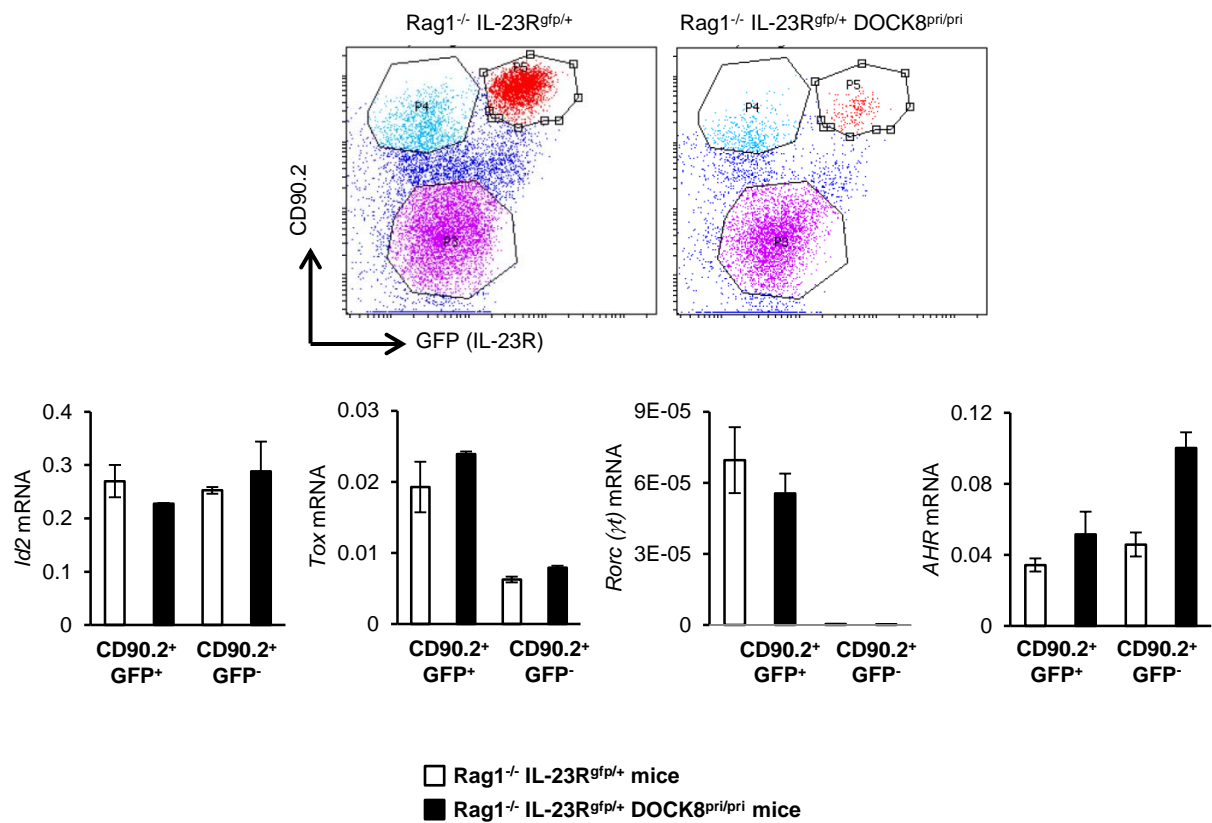 Rag1-/- IL-23Rgfp/+
Rag1-/- IL-23Rgfp/+ DOCK8pri/pri
P4
P5
P3
P4
P5
P3
CD90.2
GFP (IL-23R)
Id2 mRNA
0.4
0.3
0.2
0.1
0
CD90.2+ CD90.2+
GFP+ GFP-
Tox mRNA
0.03
0.02
0.01
0
CD90.2+ CD90.2+
GFP+ GFP-
Rorc (γt) mRNA
9E-05
6E-05
3E-05
0
CD90.2+ CD90.2+
GFP+ GFP-
AHR mRNA
0.12
0.08
0.04
0
CD90.2+ CD90.2+
GFP+ GFP-
Rag1-/- IL-23Rgfp/+ mice
Rag1-/- IL-23Rgfp/+ DOCK8pri/pri mice